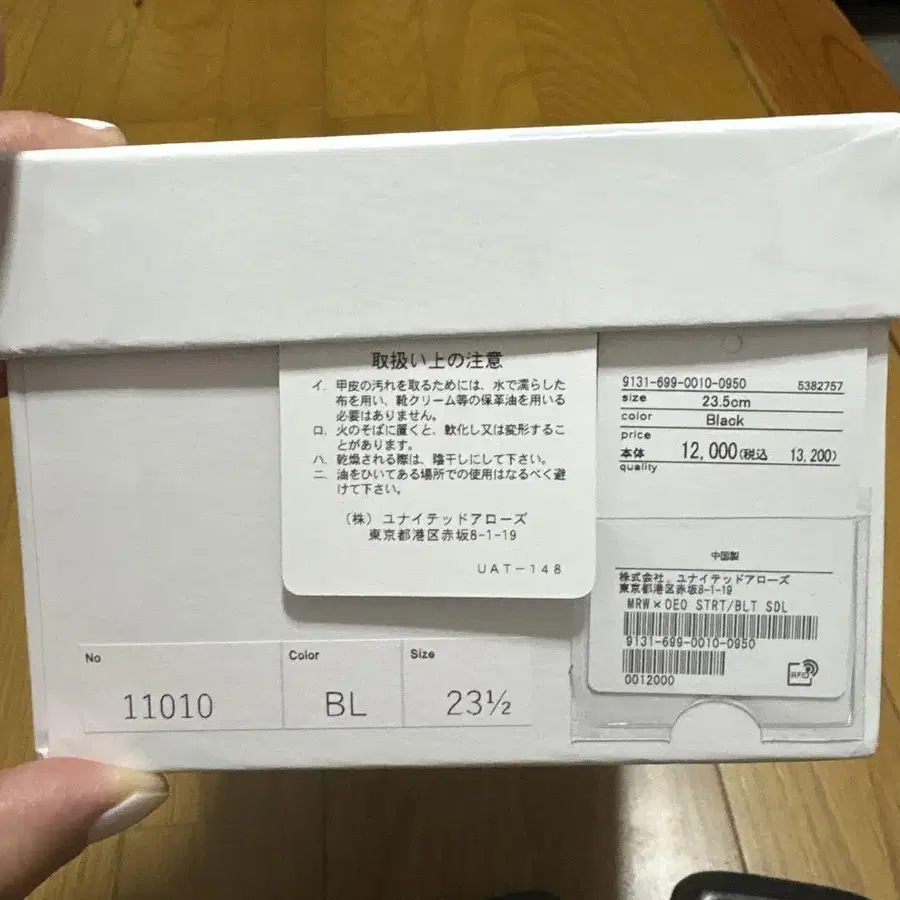 取扱い上の注意
イ. 甲皮の汚れを取るためには、水で濡らした
布を用い、靴クリーム等の保革油を用いる
必要はありません。
ロ. 火のそばに置くと、軟化し又は変形するこ
とがあります。
ハ. 乾燥される際は、陰干しにして下さい。
ニ. 油をひいてある場所での使用はなるべく避
けて下さい。
(株) ユナイテッドアローズ
東京都港区赤坂8-1-19
UAT-148
9131-699-0010-0950 5382757
size 23.5cm
color Black
price
本体 12,000(税込 13,200)
quality
中国製
株式会社 ユナイテッドアローズ
東京都港区赤坂8-1-19
MRW×OEO STRT/BLT SDL
9131-699-0010-0950
0012000
RFID
No Color Size
11010 BL 23½